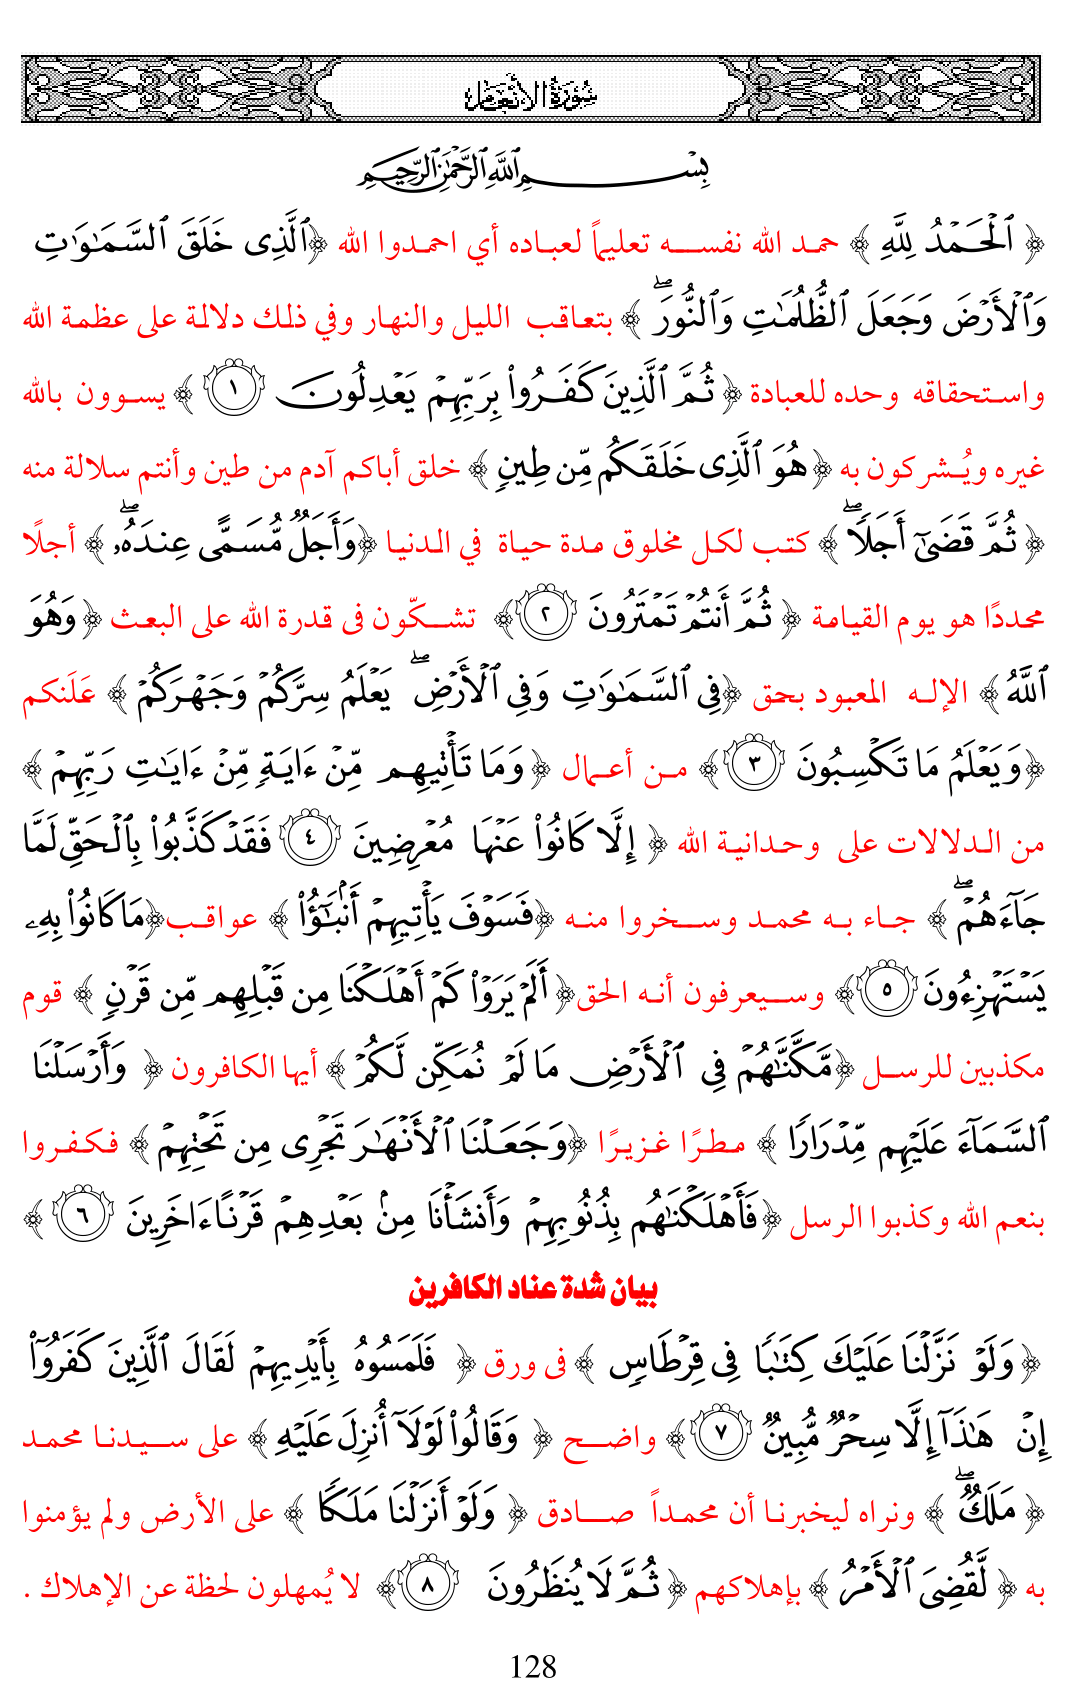 سورة الأنعام
بِسْمِ ٱللَّهِ ٱلرَّحْمَٰنِ ٱلرَّحِيمِ
﴿ ٱلْحَمْدُ لِلَّهِ ﴾ حمد الله نفسه تعليماً لعباده أي احمدوا الله ﴿ٱلَّذِى خَلَقَ ٱلسَّمَٰوَٰتِ
وَٱلْأَرْضَ وَجَعَلَ ٱلظُّلُمَٰتِ وَٱلنُّورَ ۖ ﴾ بتعاقب الليل والنهار وفي ذلك دلالة على عظمة الله
واستحقاقه وحده للعبادة ﴿ ثُمَّ ٱلَّذِينَ كَفَرُوا۟ بِرَبِّهِمْ يَعْدِلُونَ ١ ﴾ يسوون بالله
غيره ويُشركون به ﴿ هُوَ ٱلَّذِى خَلَقَكُم مِّن طِينٍ ﴾ خلق أباكم آدم من طين وأنتم سلالة منه
﴿ ثُمَّ قَضَىٰٓ أَجَلًا ۖ ﴾ كتب لكل مخلوق مدة حياة في الدنيا ﴿وَأَجَلٌ مُّسَمًّى عِندَهُۥ ۖ ﴾ أجلًا
محددًا هو يوم القيامة ﴿ ثُمَّ أَنتُمْ تَمْتَرُونَ ٢ ﴾ تشكّون فى قدرة الله على البعث ﴿ وَهُوَ
ٱللَّهُ ﴾ الإله المعبود بحق ﴿فِى ٱلسَّمَٰوَٰتِ وَفِى ٱلْأَرْضِ ۖ يَعْلَمُ سِرَّكُمْ وَجَهْرَكُمْ ﴾ عَلَنكم
﴿وَيَعْلَمُ مَا تَكْسِبُونَ ٣ ﴾ من أعمال ﴿ وَمَا تَأْتِيهِم مِّنْ ءَايَةٍ مِّنْ ءَايَٰتِ رَبِّهِمْ ﴾
من الدلالات على وحدانية الله ﴿ إِلَّا كَانُوا۟ عَنْهَا مُعْرِضِينَ ٤ فَقَدْ كَذَّبُوا۟ بِٱلْحَقِّ لَمَّا
جَآءَهُمْ ۖ ﴾ جاء به محمد وسخروا منه ﴿فَسَوْفَ يَأْتِيهِمْ أَنۢبَٰٓؤُا۟ ﴾ عواقب﴿مَا كَانُوا۟ بِهِۦ
يَسْتَهْزِءُونَ ٥ ﴾ وسيعرفون أنه الحق﴿ أَلَمْ يَرَوْا۟ كَمْ أَهْلَكْنَا مِن قَبْلِهِم مِّن قَرْنٍ ﴾ قوم
مكذبين للرسل ﴿مَّكَّنَّٰهُمْ فِى ٱلْأَرْضِ مَا لَمْ نُمَكِّن لَّكُمْ ﴾ أيها الكافرون ﴿ وَأَرْسَلْنَا
ٱلسَّمَآءَ عَلَيْهِم مِّدْرَارًا ﴾ مطرًا غزيرًا ﴿وَجَعَلْنَا ٱلْأَنْهَٰرَ تَجْرِى مِن تَحْتِهِمْ ﴾ فكفروا
بنعم الله وكذبوا الرسل ﴿فَأَهْلَكْنَٰهُم بِذُنُوبِهِمْ وَأَنشَأْنَا مِنۢ بَعْدِهِمْ قَرْنًا ءَاخَرِينَ ٦ ﴾
بيان شدة عناد الكافرين
﴿ وَلَوْ نَزَّلْنَا عَلَيْكَ كِتَٰبًا فِى قِرْطَاسٍ ﴾ فى ورق ﴿ فَلَمَسُوهُ بِأَيْدِيهِمْ لَقَالَ ٱلَّذِينَ كَفَرُوٓا۟
إِنْ هَٰذَآ إِلَّا سِحْرٌ مُّبِينٌ ٧ ﴾ واضح ﴿ وَقَالُوا۟ لَوْلَآ أُنزِلَ عَلَيْهِ ﴾ على سيدنا محمد
﴿ مَلَكٌ ۖ ﴾ ونراه ليخبرنا أن محمداً صادق ﴿ وَلَوْ أَنزَلْنَا مَلَكًا ﴾ على الأرض ولم يؤمنوا
به ﴿ لَّقُضِىَ ٱلْأَمْرُ ﴾ بإهلاكهم ﴿ ثُمَّ لَا يُنظَرُونَ ٨ ﴾ لا يُمهلون لحظة عن الإهلاك .
128